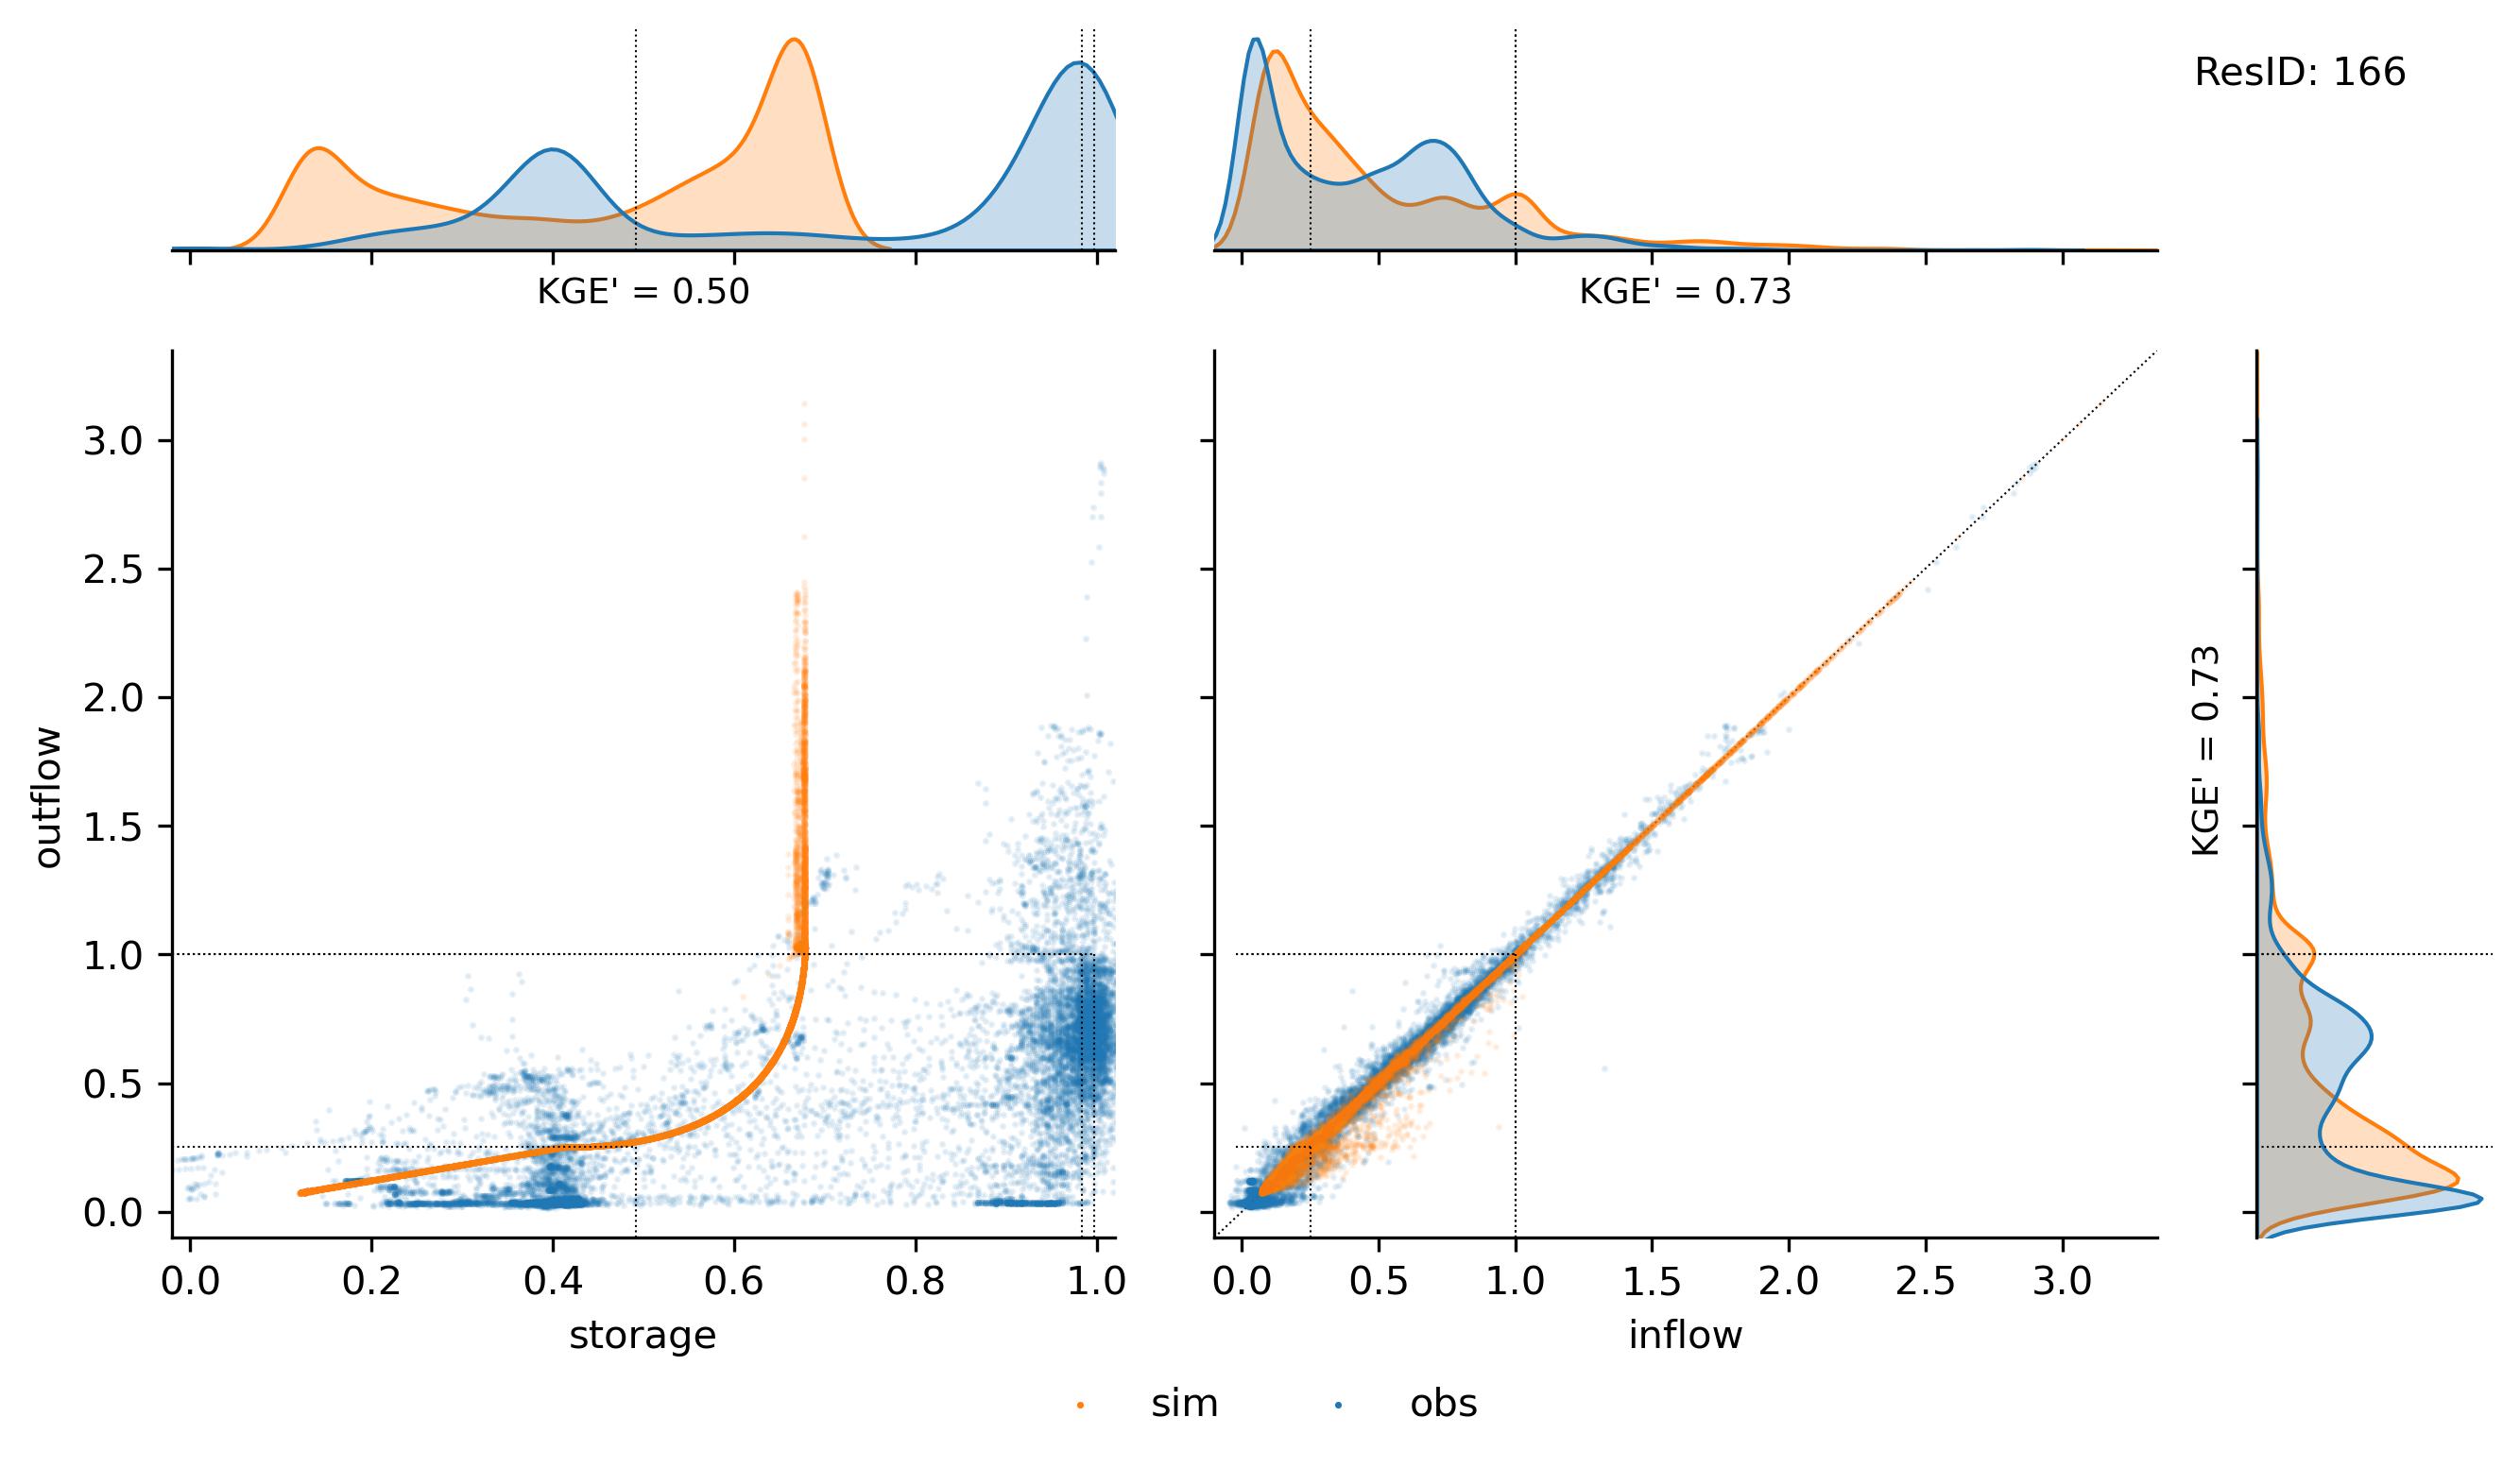 ResID: 166
KGE' = 0.50
KGE' = 0.73
outflow
3.0
2.5
2.0
1.5
1.0
0.5
0.0
0.0 0.2 0.4 0.6 0.8 1.0
storage
0.0 0.5 1.0 1.5 2.0 2.5 3.0
inflow
KGE' = 0.73
sim obs